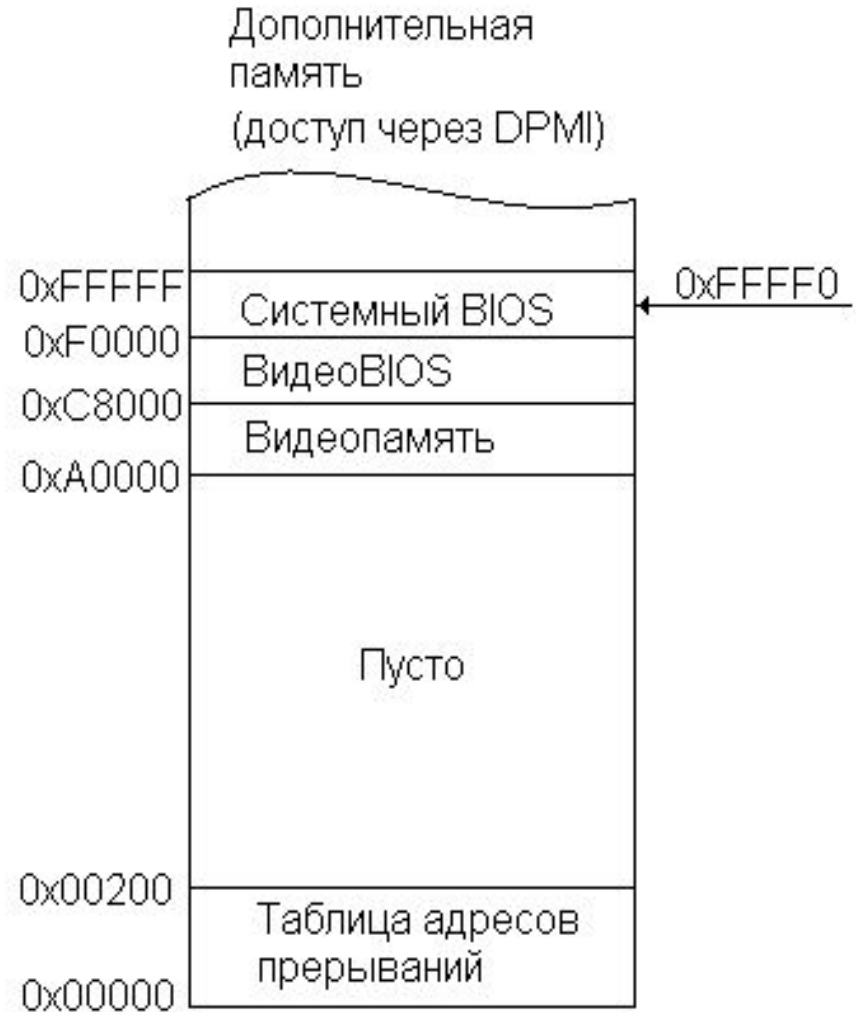 Дополнительная
память
(доступ через DPMI)
0xFFFFF
0xFFFF0
Системный BIOS
0xF0000
ВидеоBIOS
0xC8000
Видеопамять
0xA0000
Пусто
0x00200
Таблица адресов
прерываний
0x00000